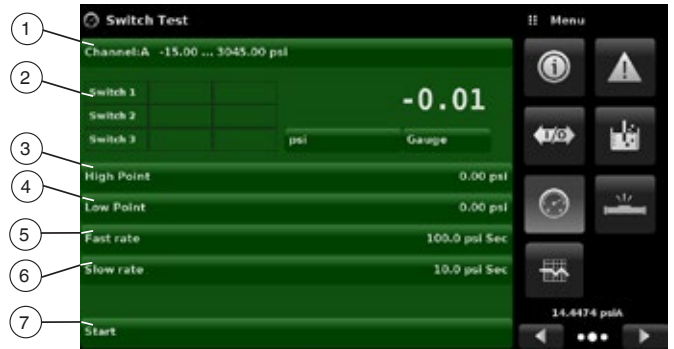 Switch Test
Menu
1
Channel:A -15.00 ... 3045.00 psi
2
Switch 1
Switch 2
Switch 3
-0.01
psi
Gauge
I/O
3
High Point
0.00 psi
4
Low Point
0.00 psi
5
Fast rate
100.0 psi Sec
6
Slow rate
10.0 psi Sec
14.4474 psiA
7
Start